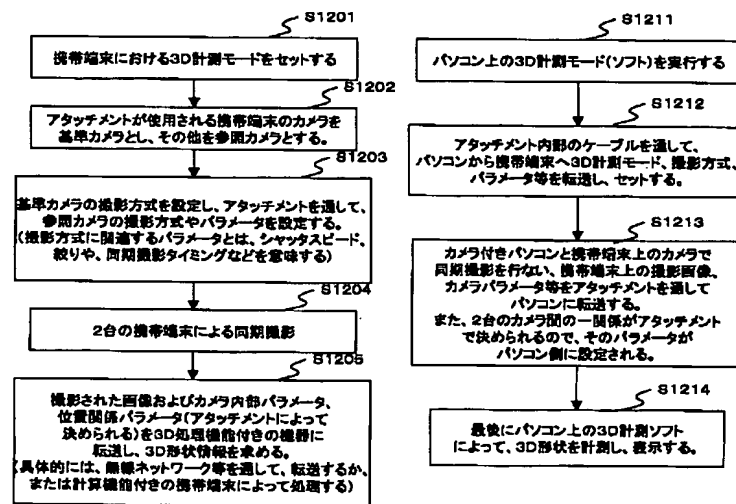 S1201
携帯端末における3D計測モードをセットする
S1202
アタッチメントが使用される携帯端末のカメラを
基準カメラとし、その他を参照カメラとする。
S1203
基準カメラの撮影方式を設定し、アタッチメントを通して、
参照カメラの撮影方式やパラメータを設定する。
(撮影方式に関連するパラメータとは、シャッタスピード、
絞りや、同期撮影タイミングなどを意味する)
S1204
2台の携帯端末による同期撮影
S1205
撮影された画像およびカメラ内部パラメータ、
位置関係パラメータ(アタッチメントによって
決められる)を3D処理機能付きの機器に
転送し、3D形状情報を求める。
(具体的には、無線ネットワーク等を通して、転送するか、
または計算機能付きの携帯端末によって処理する)
S1211
パソコン上の3D計測モード(ソフト)を実行する
S1212
アタッチメント内部のケーブルを通して、
パソコンから携帯端末へ3D計測モード、撮影方式、
パラメータ等を転送し、セットする。
S1213
カメラ付きパソコンと携帯端末上のカメラで
同期撮影を行ない、携帯端末上の撮影画像、
カメラパラメータ等をアタッチメントを通して
パソコンに転送する。
また、2台のカメラ間の一関係がアタッチメント
で決められるので、そのパラメータが
パソコン側に設定される。
S1214
最後にパソコン上の3D計測ソフト
によって、3D形状を計測し、表示する。